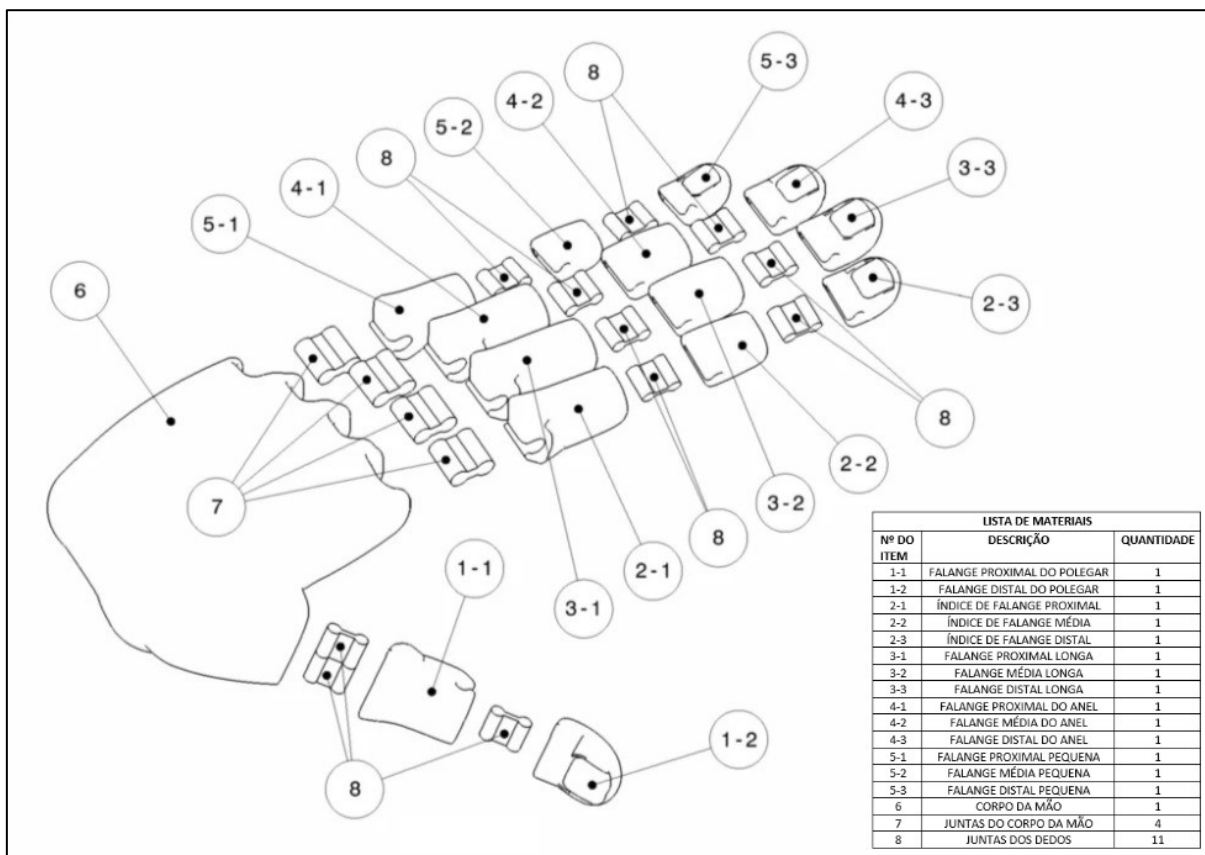 5-3
8
4-2
4-3
5-2
8
3-3
4-1
5-1
6
2-3
8
2-2
7
3-2
8
1-1
2-1
3-1
1-2
8
LISTA DE MATERIAIS
Nº DO ITEM DESCRIÇÃO QUANTIDADE
1-1 FALANGE PROXIMAL DO POLEGAR 1
1-2 FALANGE DISTAL DO POLEGAR 1
2-1 ÍNDICE DE FALANGE PROXIMAL 1
2-2 ÍNDICE DE FALANGE MÉDIA 1
2-3 ÍNDICE DE FALANGE DISTAL 1
3-1 FALANGE PROXIMAL LONGA 1
3-2 FALANGE MÉDIA LONGA 1
3-3 FALANGE DISTAL LONGA 1
4-1 FALANGE PROXIMAL DO ANEL 1
4-2 FALANGE MÉDIA DO ANEL 1
4-3 FALANGE DISTAL DO ANEL 1
5-1 FALANGE PROXIMAL PEQUENA 1
5-2 FALANGE MÉDIA PEQUENA 1
5-3 FALANGE DISTAL PEQUENA 1
6 CORPO DA MÃO 1
7 JUNTAS DO CORPO DA MÃO 4
8 JUNTAS DOS DEDOS 11